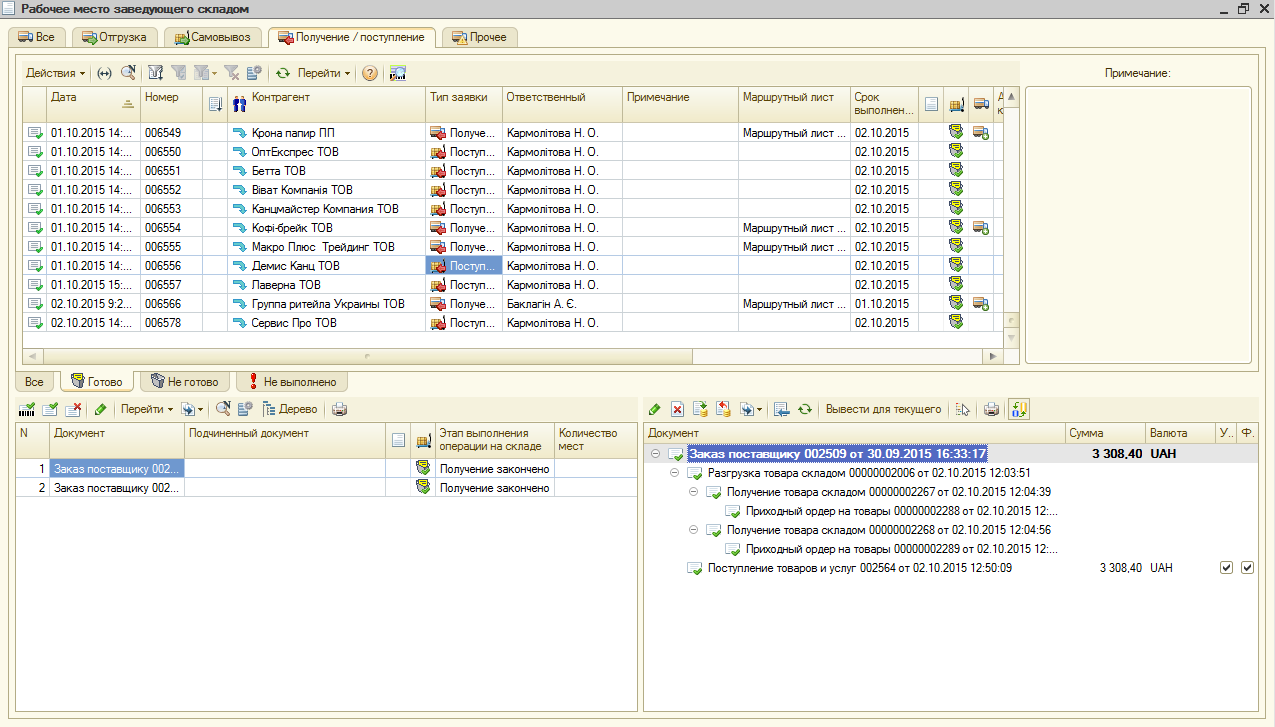 Рабочее место заведующего складом
Все Отгрузка Самовывоз Получение / поступление Прочее
Действия Перейти Примечание:
Дата Номер Контрагент Тип заявки Ответственный Примечание Маршрутный лист Срок выполнен...
01.10.2015 14:... 006549 Крона папир ПП Получе... Кармолітова Н. О. Маршрутный лист ... 02.10.2015
01.10.2015 14:... 006550 ОптЕкспрес ТОВ Поступ... Кармолітова Н. О. 02.10.2015
01.10.2015 14:... 006551 Бетта ТОВ Поступ... Кармолітова Н. О. 02.10.2015
01.10.2015 14:... 006552 Віват Компанія ТОВ Поступ... Кармолітова Н. О. 02.10.2015
01.10.2015 14:... 006553 Канцмайстер Компания ТОВ Поступ... Кармолітова Н. О. 02.10.2015
01.10.2015 14:... 006554 Кофі-брейк ТОВ Получе... Кармолітова Н. О. Маршрутный лист ... 02.10.2015
01.10.2015 14:... 006555 Макро Плюс Трейдинг ТОВ Получе... Кармолітова Н. О. Маршрутный лист ... 02.10.2015
01.10.2015 14:... 006556 Демис Канц ТОВ Поступ... Кармолітова Н. О. 02.10.2015
01.10.2015 15:... 006557 Лаверна ТОВ Поступ... Кармолітова Н. О. 02.10.2015
02.10.2015 9:2... 006566 Группа ритейла Украины ТОВ Получе... Баклагін А. Є. Маршрутный лист ... 01.10.2015
02.10.2015 14:... 006578 Сервис Про ТОВ Поступ... Кармолітова Н. О. 02.10.2015
Все Готово Не готово Не выполнено
Перейти Дерево Вывести для текущего
N Документ Подчиненный документ Этап выполнения операции на складе Количество мест
1 Заказ поставщику 002... Получение закончено
2 Заказ поставщику 002... Получение закончено
Документ Сумма Валюта У.. Ф.
Заказ поставщику 002509 от 30.09.2015 16:33:17 3 308,40 UAH
Разгрузка товара складом 00000002006 от 02.10.2015 12:03:51
Получение товара складом 00000002267 от 02.10.2015 12:04:39
Приходный ордер на товары 00000002288 от 02.10.2015 12:...
Получение товара складом 00000002268 от 02.10.2015 12:04:56
Приходный ордер на товары 00000002289 от 02.10.2015 12:...
Поступление товаров и услуг 002564 от 02.10.2015 12:50:09 3 308,40 UAH